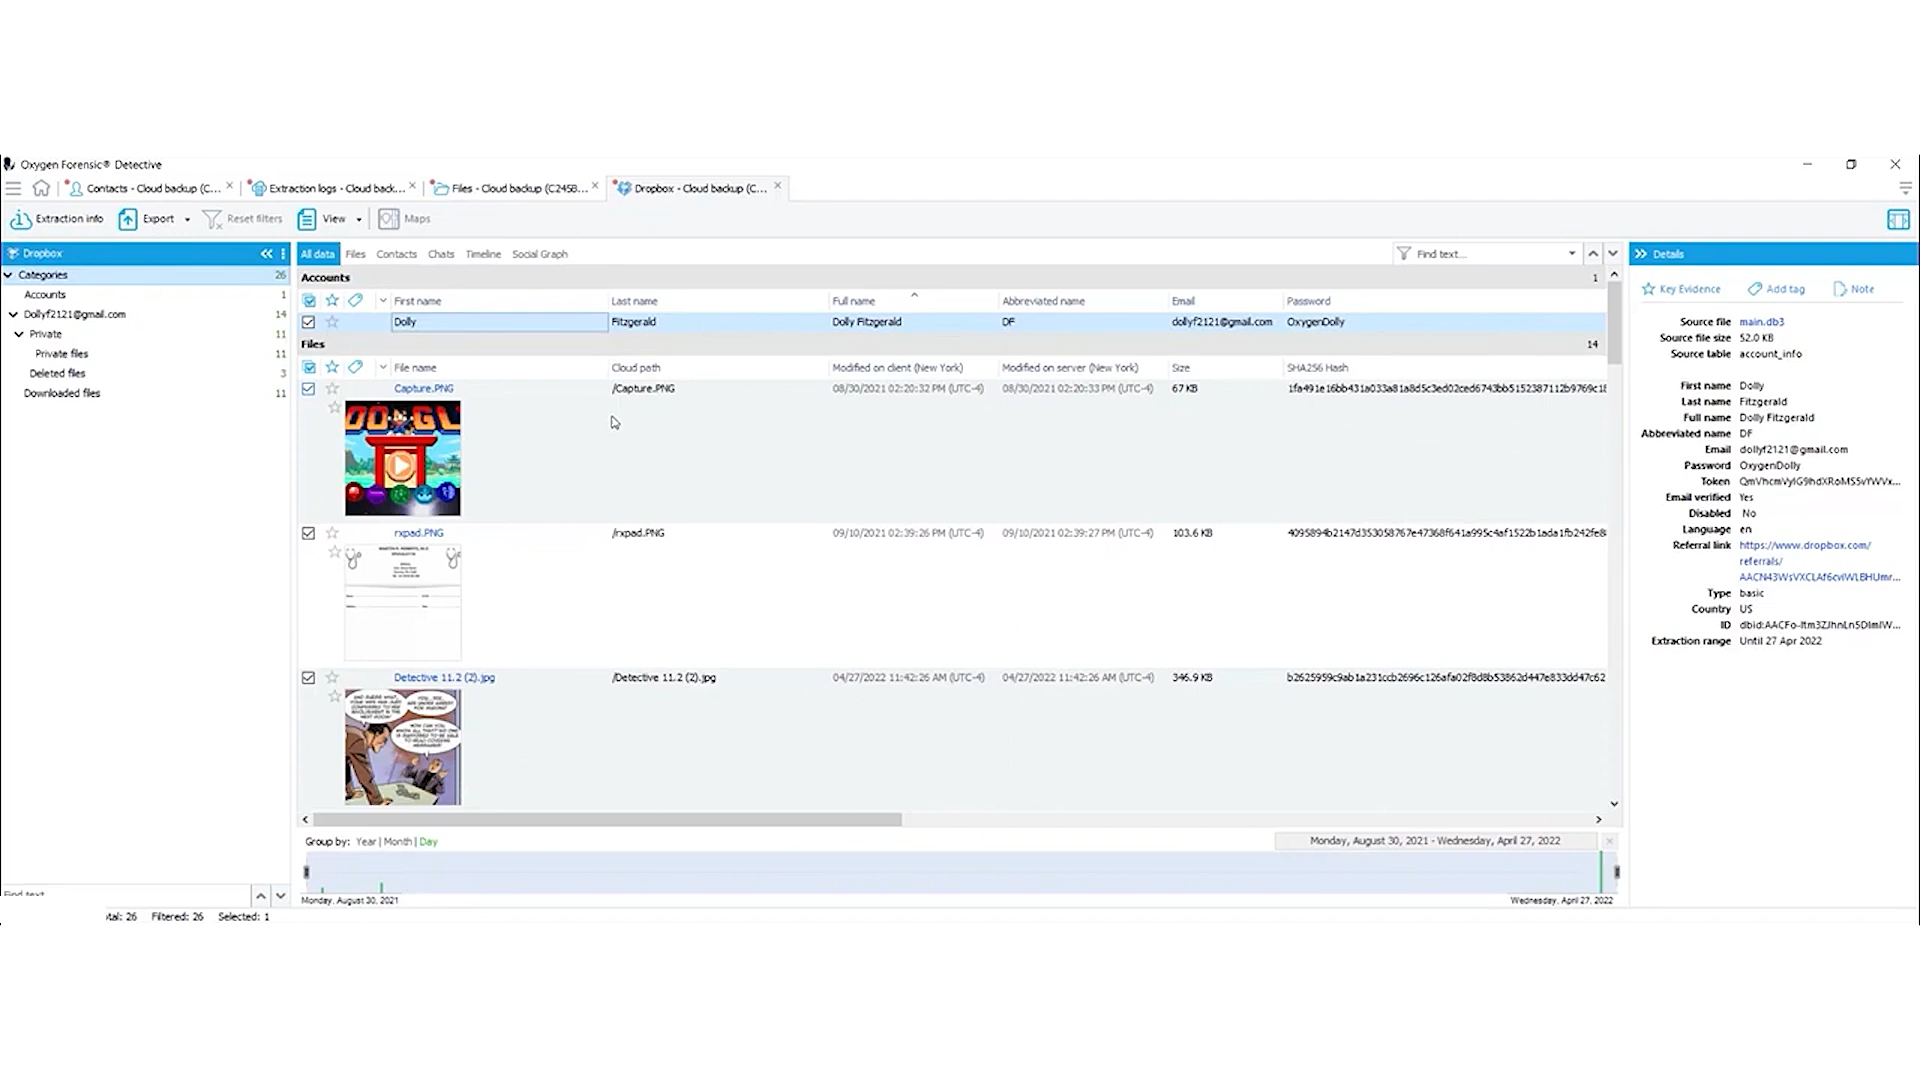 Oxygen Forensic® Detective
Contacts - Cloud backup (C...
Extraction logs - Cloud back...
Files - Cloud backup (C2458...
Dropbox - Cloud backup (C...
Extraction info
Export
Reset filters
View
Maps
Dropbox
Categories 26
Accounts 1
Dollyf2121@gmail.com 14
Private 11
Private files 11
Deleted files 3
Downloaded files 11
All data Files Contacts Chats Timeline Social Graph
Find text...
Accounts 1
First name Last name Full name Abbreviated name Email Password
Dolly Fitzgerald Dolly Fitzgerald DF dollyf2121@gmail.com OxygenDolly
Files 14
File name Cloud path Modified on client (New York) Modified on server (New York) Size SHA256 Hash
Capture.PNG /Capture.PNG 08/30/2021 02:20:32 PM (UTC-4) 08/30/2021 02:20:33 PM (UTC-4) 67 KB
rxpad.PNG /rxpad.PNG 09/10/2021 02:39:26 PM (UTC-4) 09/10/2021 02:39:27 PM (UTC-4) 103.6 KB
Detective 11.2 (2).jpg /Detective 11.2 (2).jpg 04/27/2022 11:42:26 AM (UTC-4) 04/27/2022 11:42:26 AM (UTC-4) 346.9 KB
Group by: Year | Month | Day
Monday, August 30, 2021 - Wednesday, April 27, 2022
Monday, August 30, 2021
Wednesday, April 27, 2022
Filtered: 26 Selected: 1
Details
Key Evidence Add tag Note
Source file main.db3
Source file size 52.0 KB
Source table account_info
First name Dolly
Last name Fitzgerald
Full name Dolly Fitzgerald
Abbreviated name DF
Email dollyf2121@gmail.com
Password OxygenDolly
Token
Email verified Yes
Disabled No
Language en
Referral link https://www.dropbox.com/
referrals/
Type basic
Country US
ID
Extraction range Until 27 Apr 2022